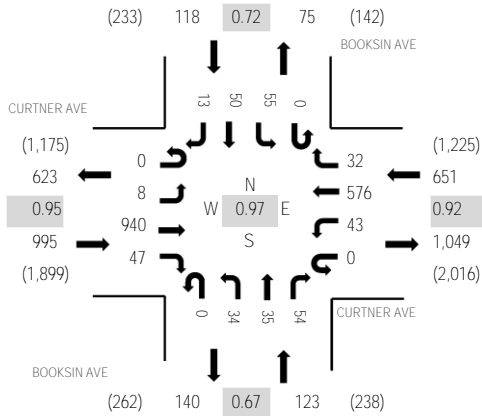 (233) 118 0.72 75 (142)
BOOKSIN AVE
13 50 55 0
CURTNER AVE
(1,175) 0 32 (1,225)
623 8 N 576 651
0.95 940 W 0.97 E 43 0.92
995 47 S 0 1,049
(1,899) (2,016)
0 34 35 54
CURTNER AVE
BOOKSIN AVE
(262) 140 0.67 123 (238)